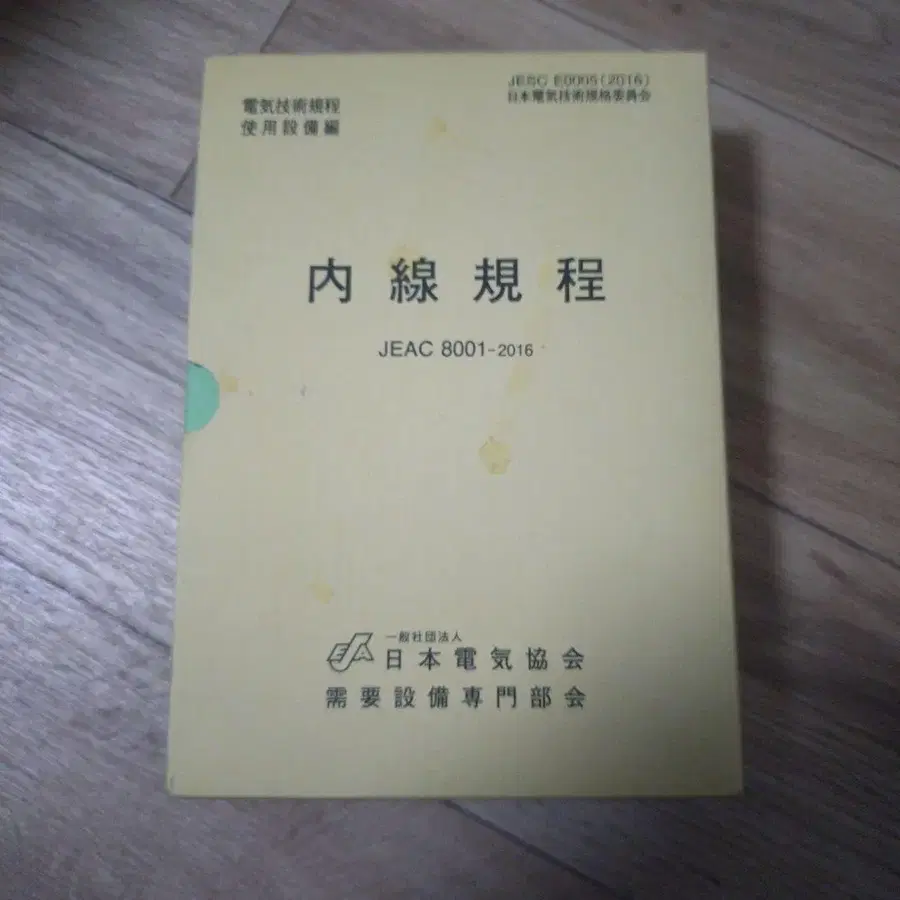 電気技術規程
使用設備編
JESC E0005(2016)
日本電気技術規格委員会
内線規程
JEAC 8001-2016
一般社団法人
日本電気協会
需要設備専門部会